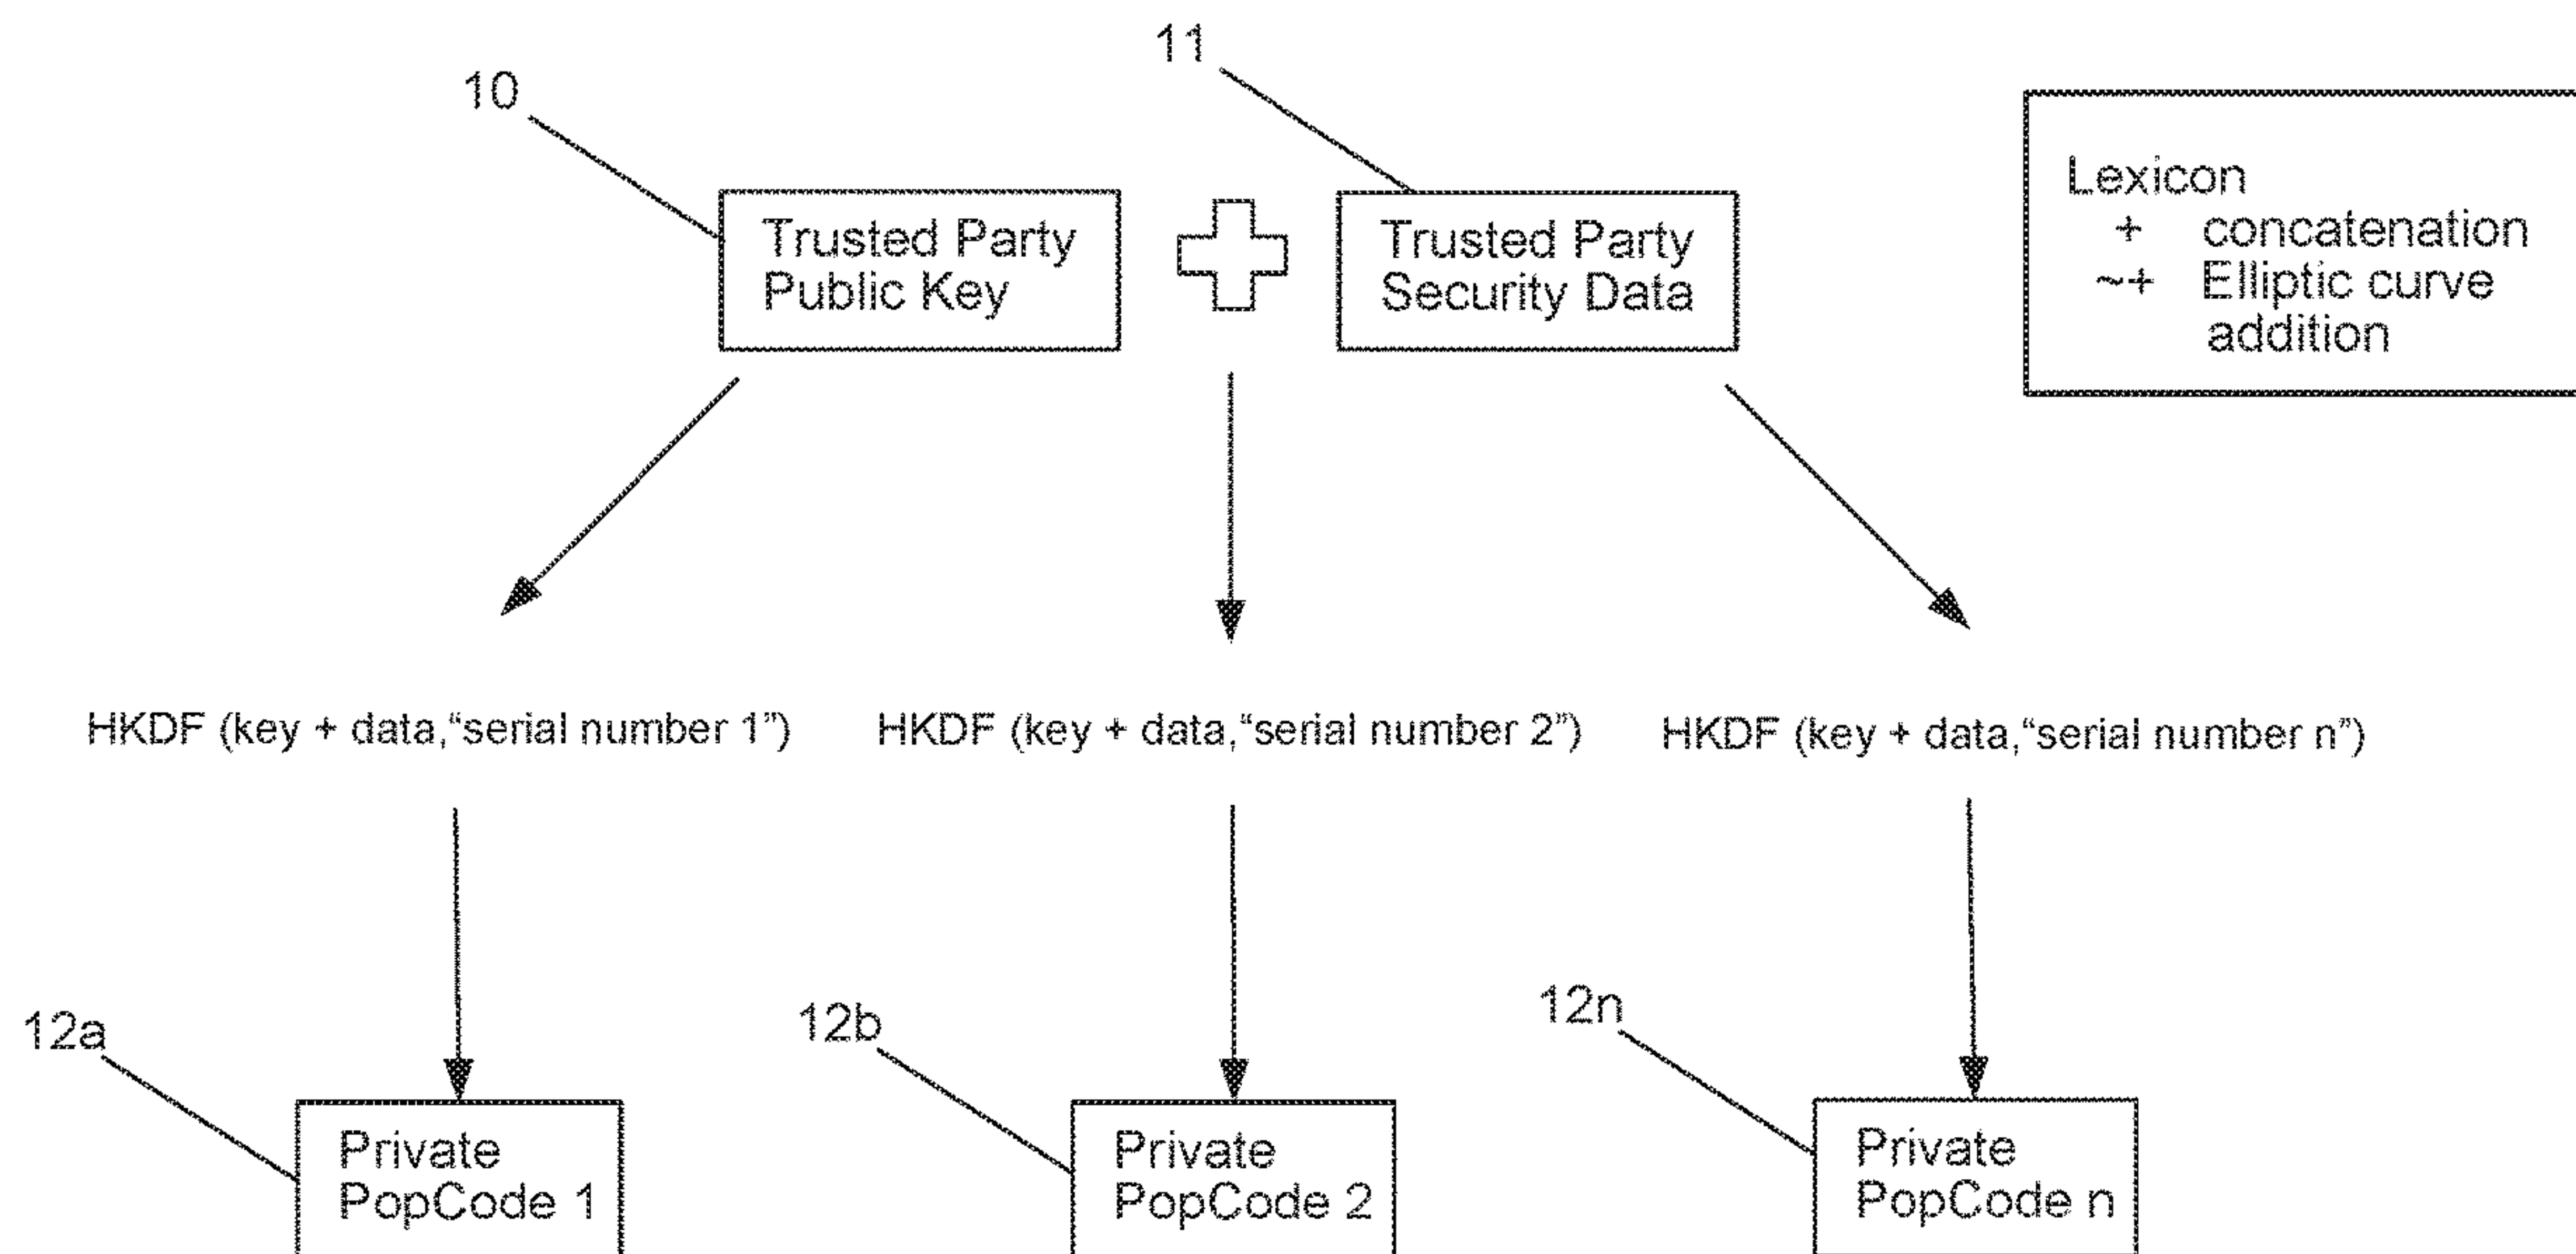 11
10
Lexicon
+ concatenation
~+ Elliptic curve
addition
Trusted Party
Public Key
Trusted Party
Security Data
HKDF (key + data,“serial number 1”)
HKDF (key + data,“serial number 2”)
HKDF (key + data,“serial number n”)
12a
12b
12n
Private
PopCode 1
Private
PopCode 2
Private
PopCode n